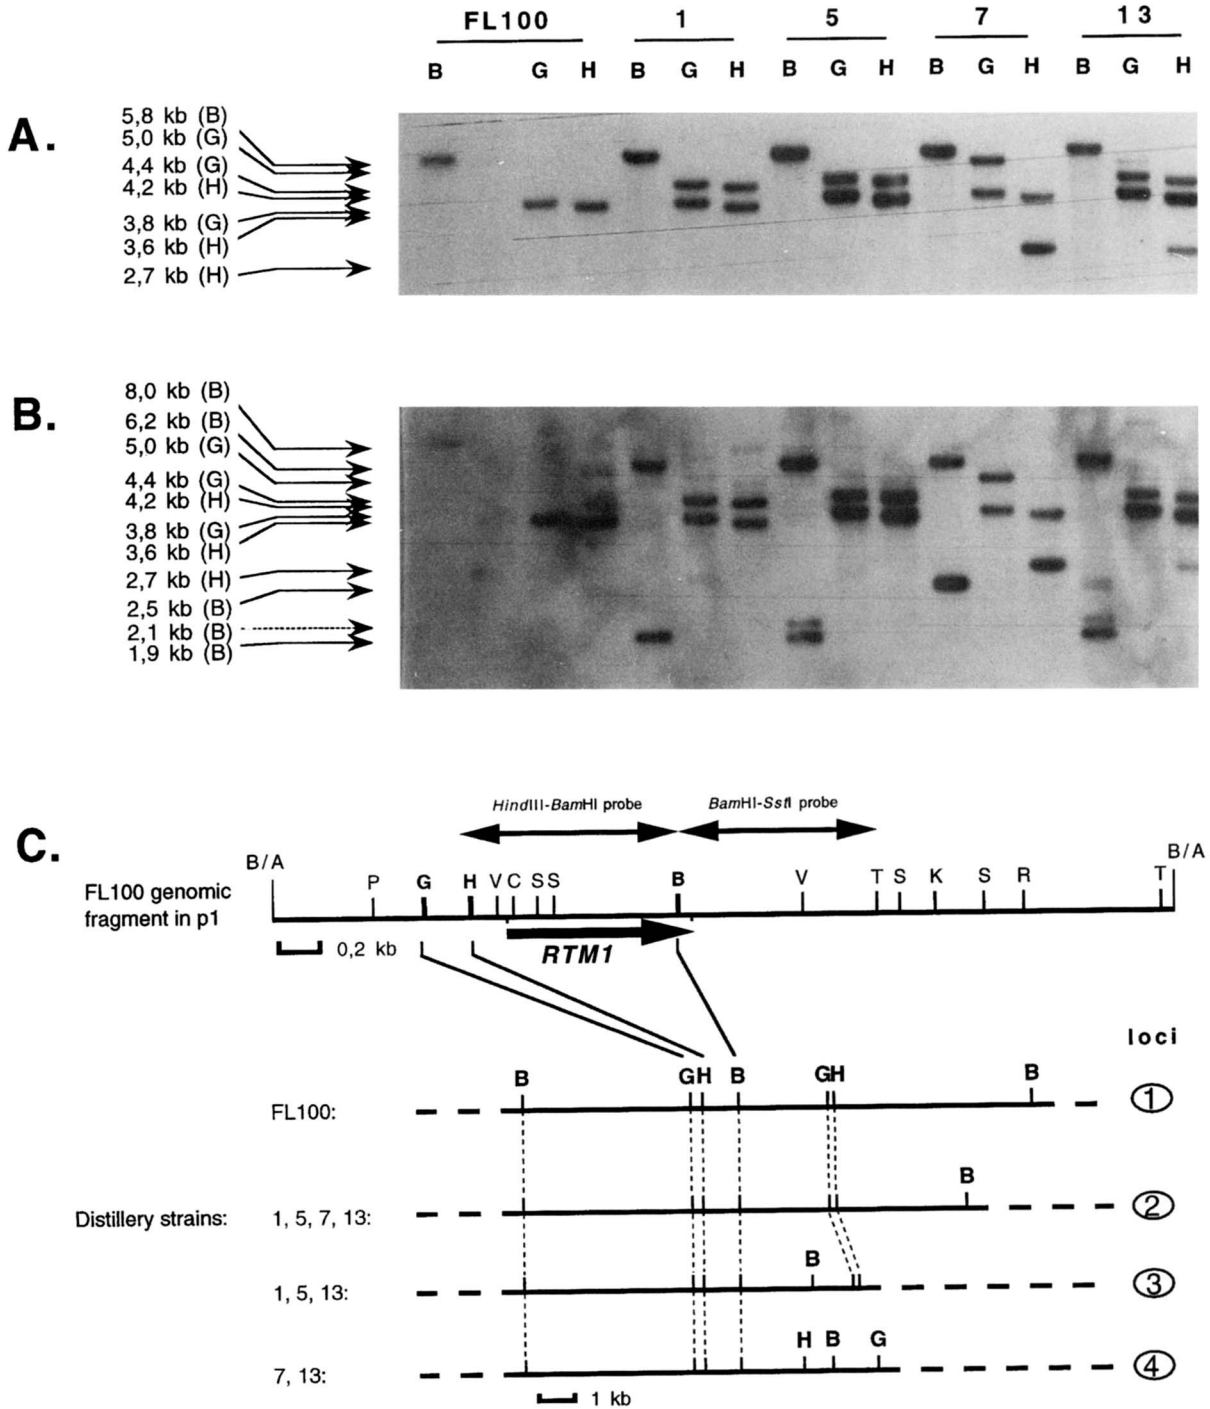 FL100 1 5 7 13
B G H B G H B G H B G H B G H
A.
5,8 kb (B)
5,0 kb (G)
4,4 kb (G)
4,2 kb (H)
3,8 kb (G)
3,6 kb (H)
2,7 kb (H)
B.
8,0 kb (B)
6,2 kb (B)
5,0 kb (G)
4,4 kb (G)
4,2 kb (H)
3,8 kb (G)
3,6 kb (H)
2,7 kb (H)
2,5 kb (B)
2,1 kb (B)
1,9 kb (B)
C.
HindIII-BamHI probe BamHI-SstI probe
B/A P G H V C S S B V T S K S R T B/A
FL100 genomic
fragment in p1
0,2 kb
RTM1
loci
B G H B G H B
FL100: 1
B
Distillery strains: 1, 5, 7, 13: 2
B
1, 5, 13: 3
H B G
7, 13: 4
1 kb